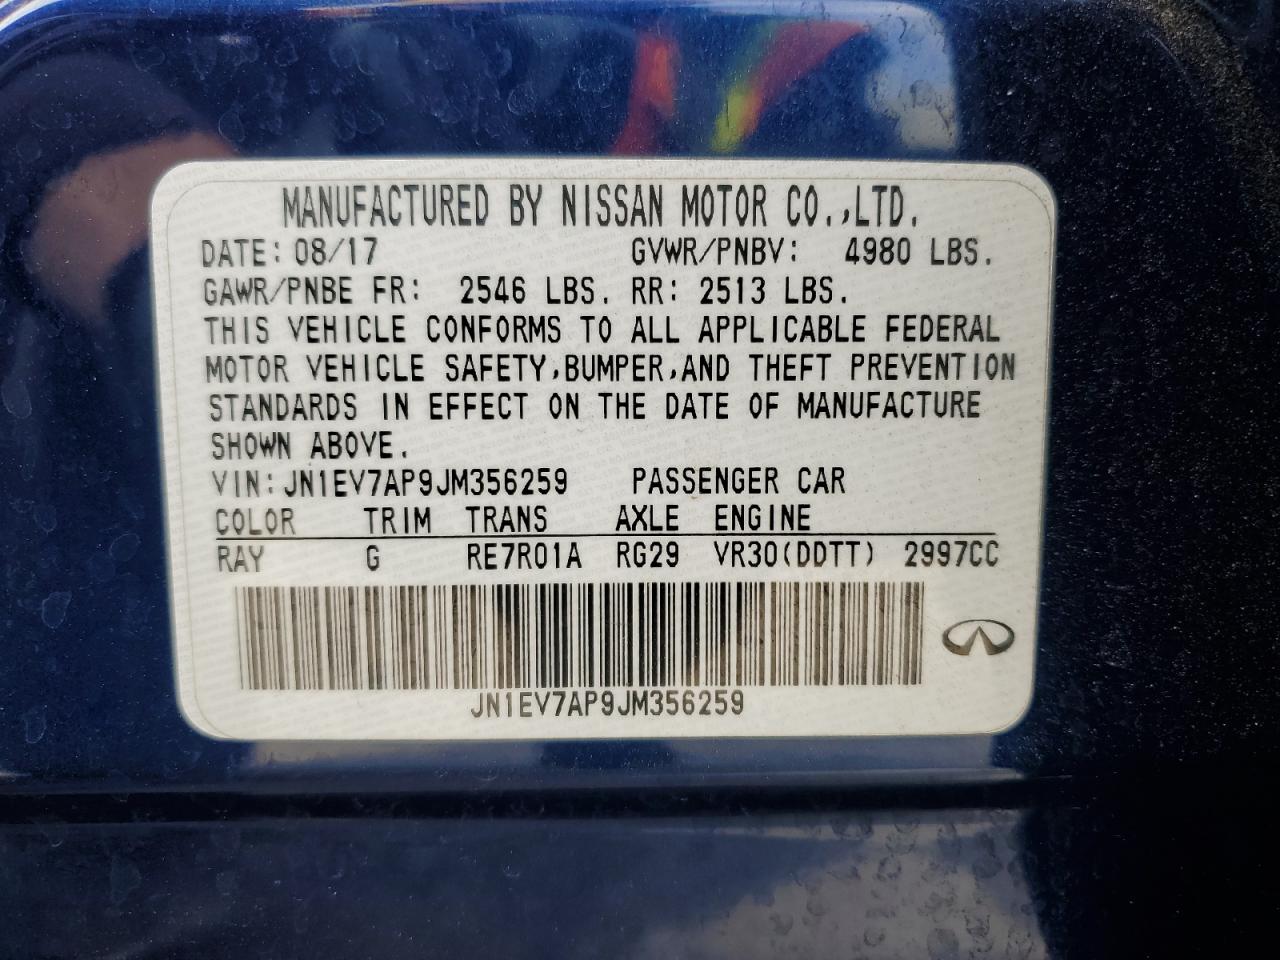 MANUFACTURED BY NISSAN MOTOR CO.,LTD.
DATE: 08/17 GVWR/PNBV: 4980 LBS.
GAWR/PNBE FR: 2546 LBS. RR: 2513 LBS.
THIS VEHICLE CONFORMS TO ALL APPLICABLE FEDERAL
MOTOR VEHICLE SAFETY,BUMPER,AND THEFT PREVENTION
STANDARDS IN EFFECT ON THE DATE OF MANUFACTURE
SHOWN ABOVE.
VIN: JN1EV7AP9JM356259 PASSENGER CAR
COLOR TRIM TRANS AXLE ENGINE
RAY G RE7R01A RG29 VR30(DDTT) 2997CC
JN1EV7AP9JM356259